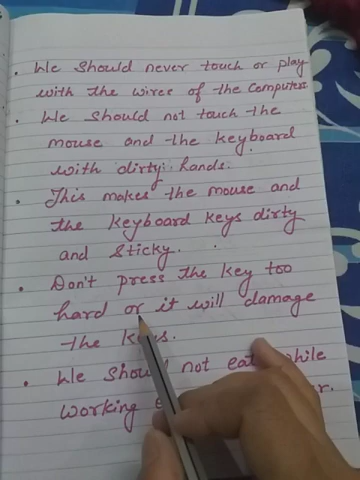 • We should never touch or play
with the wires of the computers
• We should not touch the
mouse and the keyboard
with dirty hands.
• This makes the mouse and
the keyboard keys dirty
and sticky.
• Don't press the key too
hard or it will damage
the keys.
• We should not eat while
working